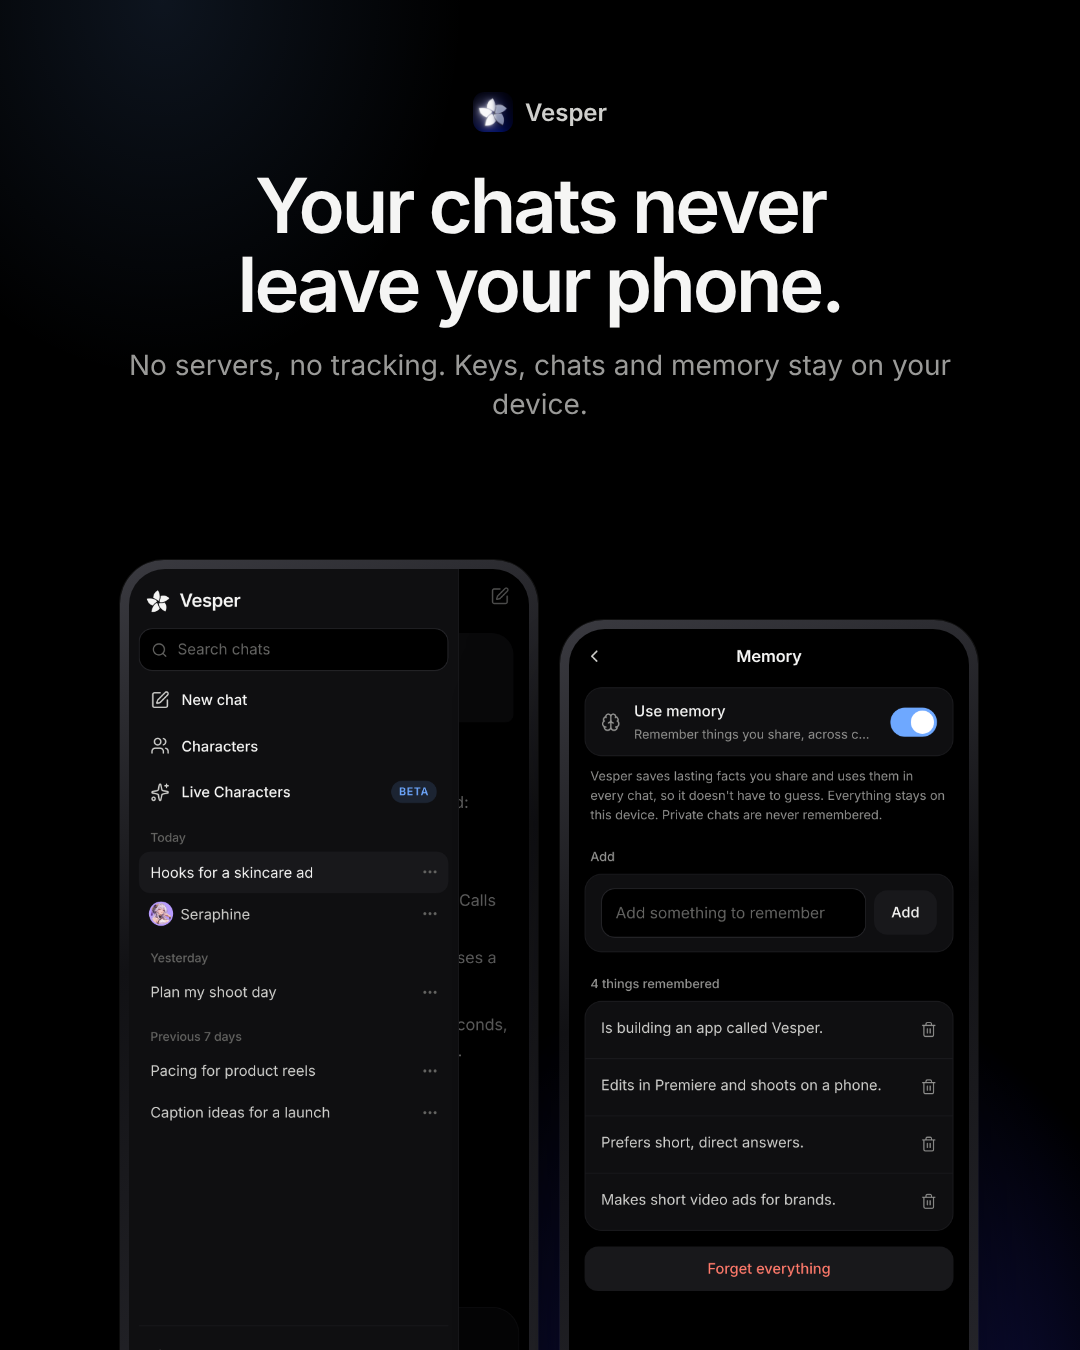 Vesper
Your chats never
leave your phone.
No servers, no tracking. Keys, chats and memory stay on your
device.
Vesper
Search chats
New chat
Characters
Live Characters BETA
Today
Hooks for a skincare ad
Seraphine
Yesterday
Plan my shoot day
Previous 7 days
Pacing for product reels
Caption ideas for a launch
d:
Calls
ses a
conds,
.
Memory
Use memory
Remember things you share, across c...
Vesper saves lasting facts you share and uses them in
every chat, so it doesn't have to guess. Everything stays on
this device. Private chats are never remembered.
Add
Add something to remember Add
4 things remembered
Is building an app called Vesper.
Edits in Premiere and shoots on a phone.
Prefers short, direct answers.
Makes short video ads for brands.
Forget everything